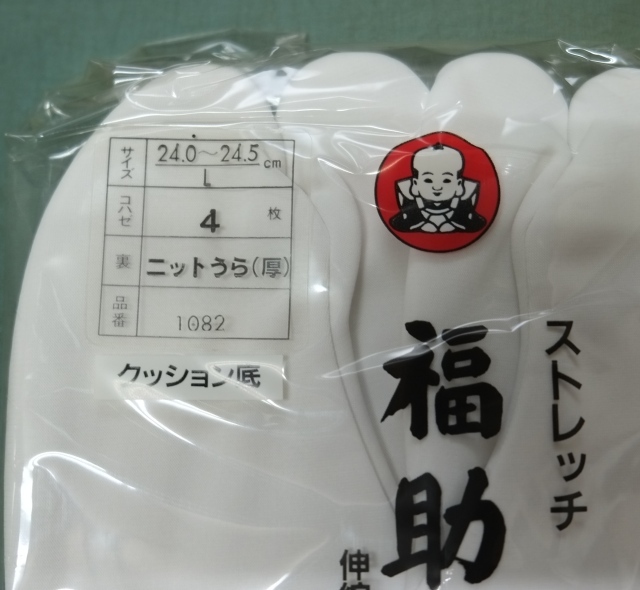 サイズ 24.0〜24.5cm
L
コハゼ 4枚
裏 ニットうら(厚)
品番 1082
クッション底
福助
ストレッチ
伸